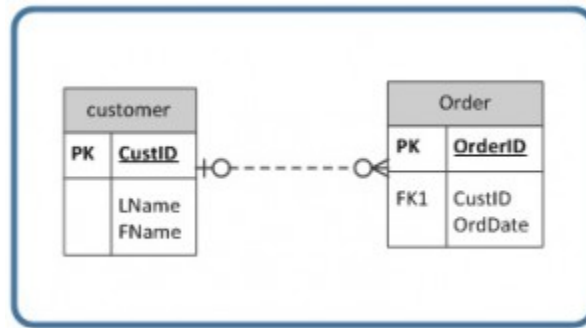 customer
PK CustID
LName
FName
Order
PK OrderID
FK1 CustID
OrdDate